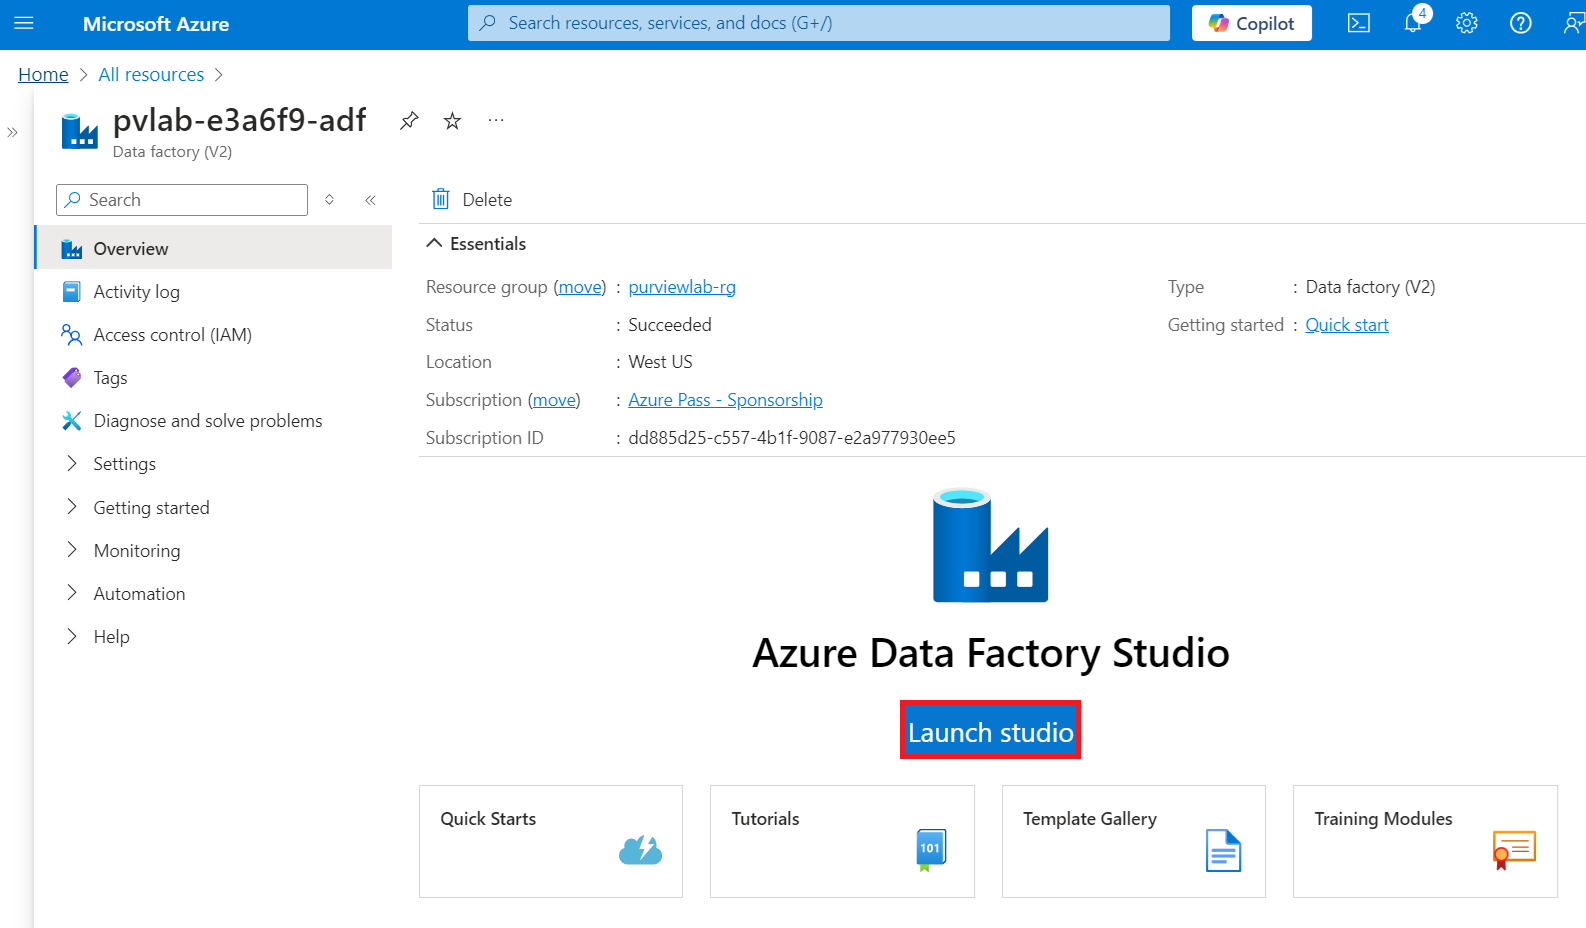 Microsoft Azure
Search resources, services, and docs (G+/)
Copilot
4
Home > All resources >
pvlab-e3a6f9-adf
Data factory (V2)
Search
Overview
Activity log
Access control (IAM)
Tags
Diagnose and solve problems
Settings
Getting started
Monitoring
Automation
Help
Delete
Essentials
Resource group (move) : purviewlab-rg
Status : Succeeded
Location : West US
Subscription (move) : Azure Pass - Sponsorship
Subscription ID : dd885d25-c557-4b1f-9087-e2a977930ee5
Type : Data factory (V2)
Getting started : Quick start
Azure Data Factory Studio
Launch studio
Quick Starts
Tutorials
101
Template Gallery
Training Modules